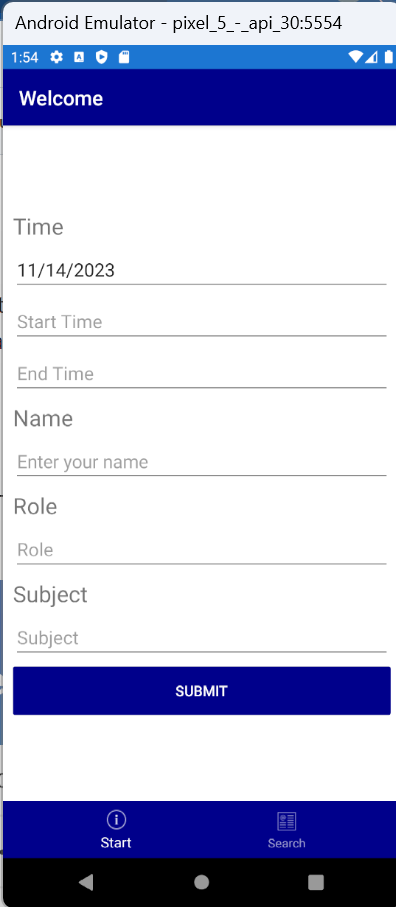 Android Emulator - pixel_5_-_api_30:5554
1:54
Welcome
Time
11/14/2023
Start Time
End Time
Name
Enter your name
Role
Role
Subject
Subject
SUBMIT
Start
Search